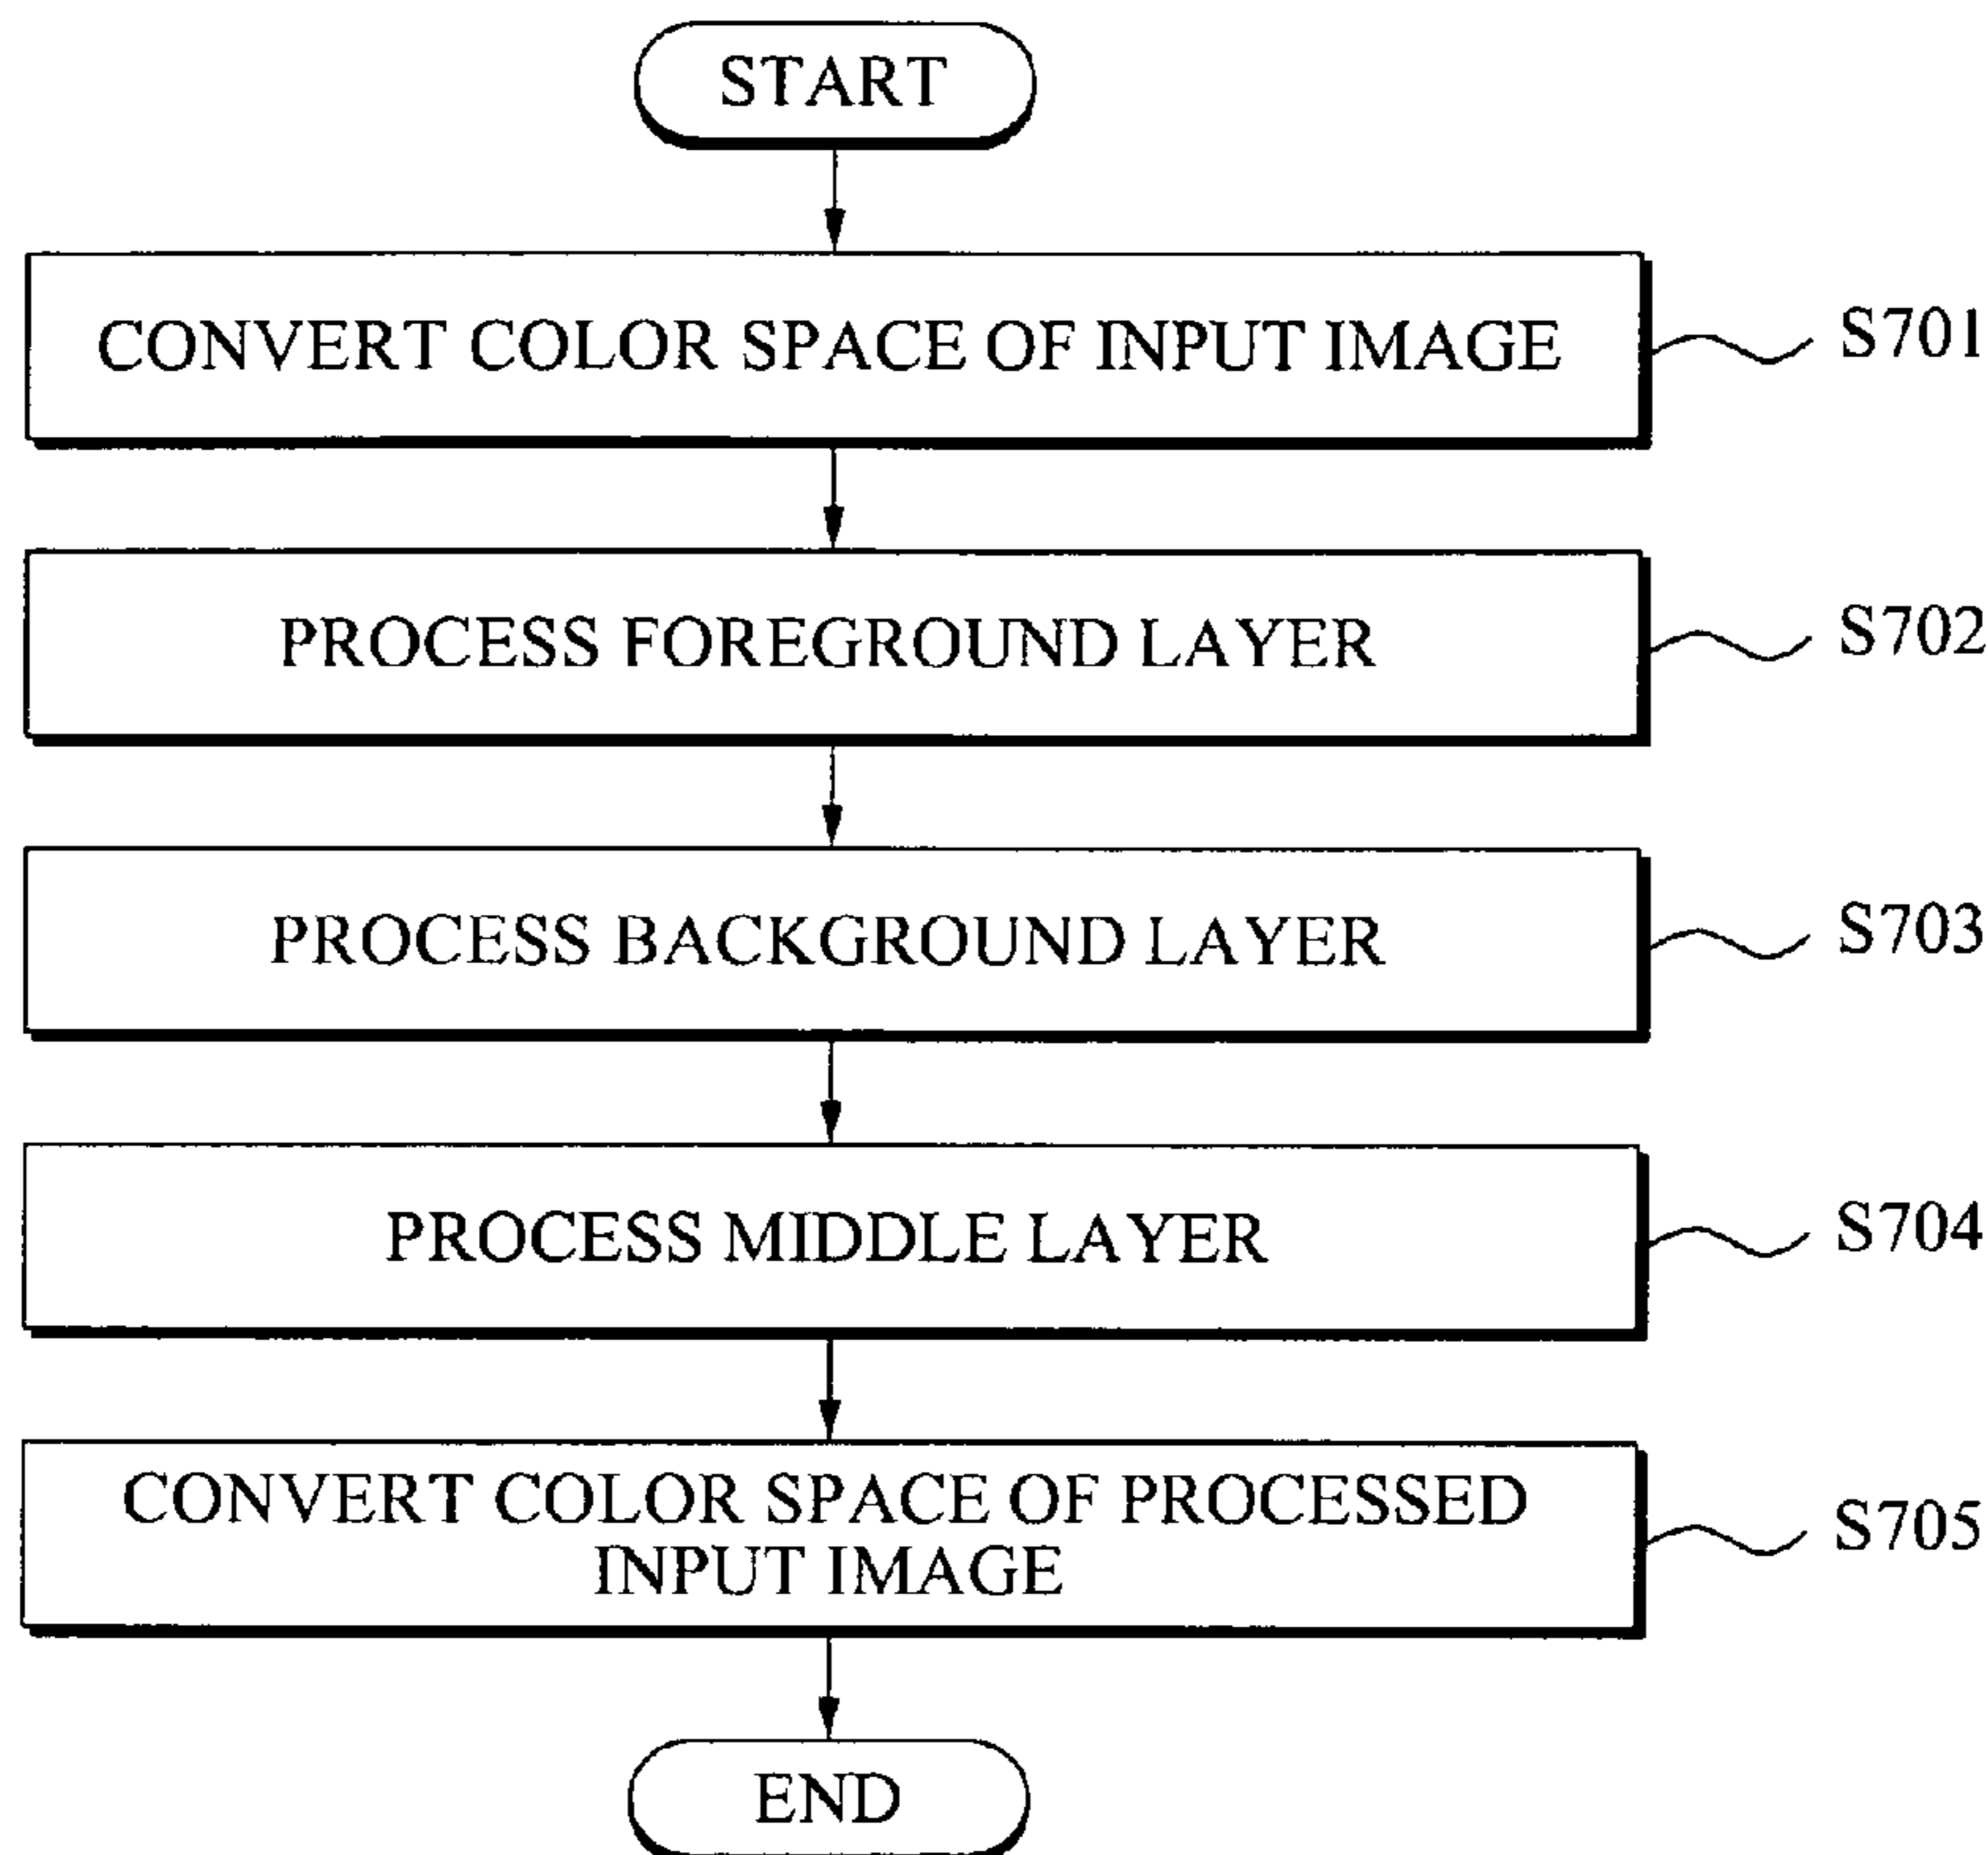 START
CONVERT COLOR SPACE OF INPUT IMAGE
S701
PROCESS FOREGROUND LAYER
S702
PROCESS BACKGROUND LAYER
S703
PROCESS MIDDLE LAYER
S704
CONVERT COLOR SPACE OF PROCESSED
INPUT IMAGE
S705
END